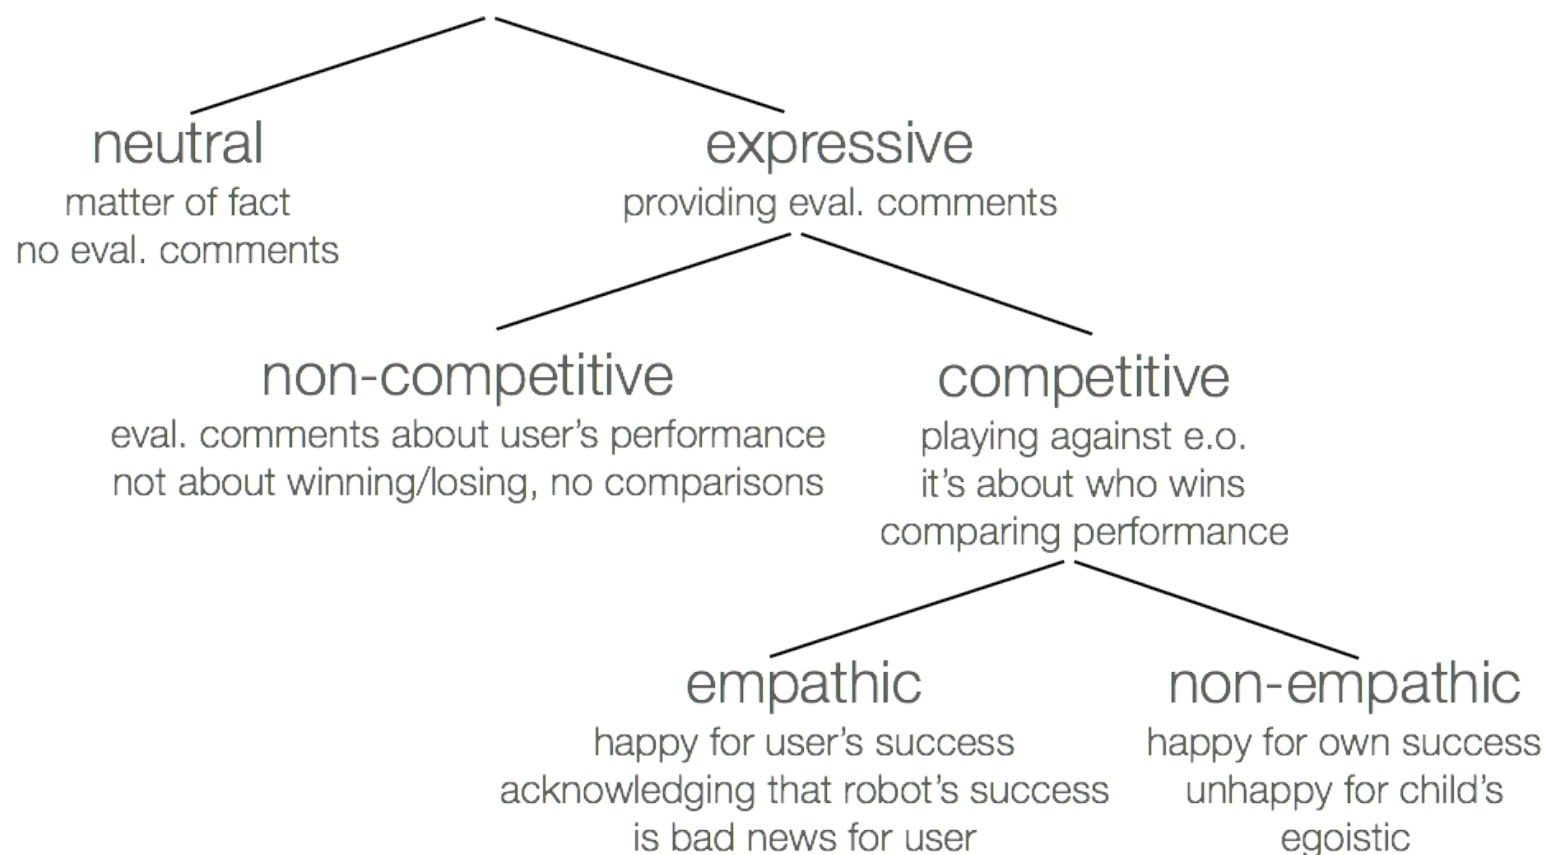 neutral
matter of fact
no eval. comments
expressive
providing eval. comments
non-competitive
eval. comments about user's performance
not about winning/losing, no comparisons
competitive
playing against e.o.
it's about who wins
comparing performance
empathic
happy for user's success
acknowledging that robot's success
is bad news for user
non-empathic
happy for own success
unhappy for child's
egoistic